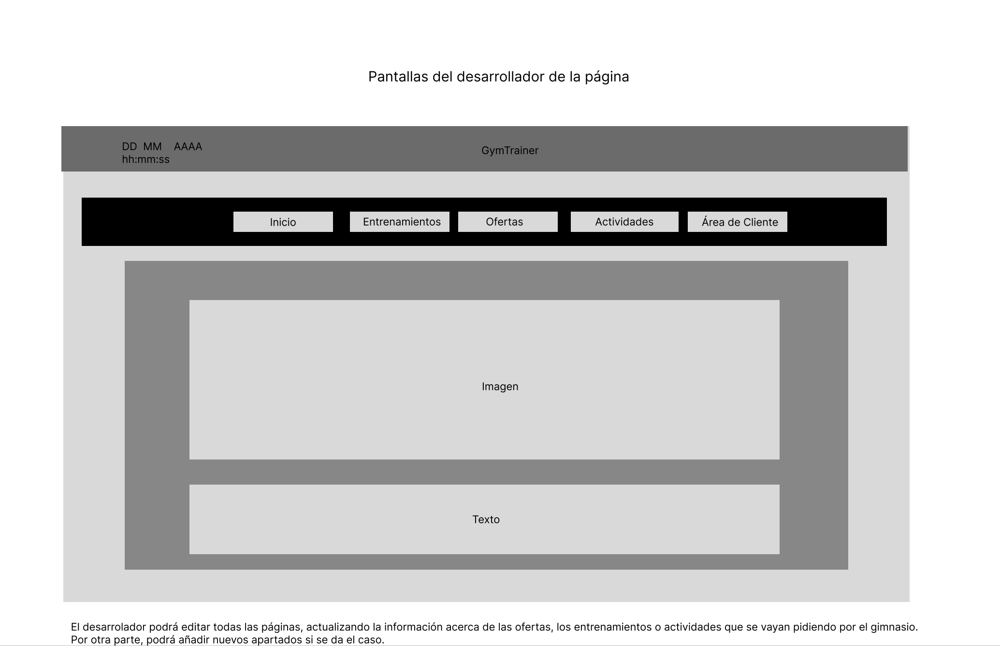 Pantallas del desarrollador de la página
DD MM AAAA
hh:mm:ss
GymTrainer
Inicio
Entrenamientos
Ofertas
Actividades
Área de Cliente
Imagen
Texto
El desarrolador podrá editar todas las páginas, actualizando la información acerca de las ofertas, los entrenamientos o actividades que se vayan pidiendo por el gimnasio.
Por otra parte, podrá añadir nuevos apartados si se da el caso.